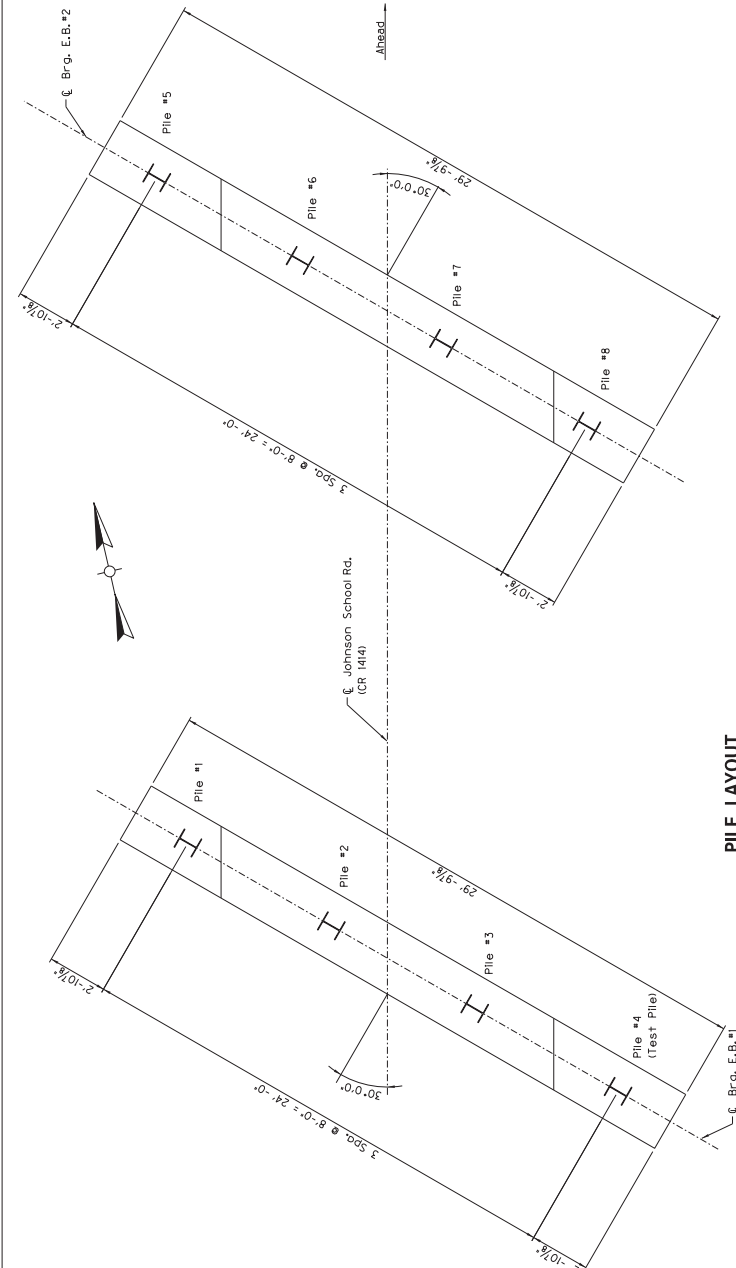 ℄ Brg. E.B.#2
Ahead
Pile #5
Pile #6
Pile #7
Pile #8
29'-9⅞"
30°0'0"
2'-10⅞"
3 Spa. @ 8'-0" = 24'-0"
2'-10⅞"
℄ Johnson School Rd.
(CR 1414)
Pile #1
Pile #2
Pile #3
Pile #4
(Test Pile)
29'-9⅞"
30°0'0"
2'-10⅞"
3 Spa. @ 8'-0" = 24'-0"
-10⅞"
℄ Brg. E.B.#1
PILE LAYOUT